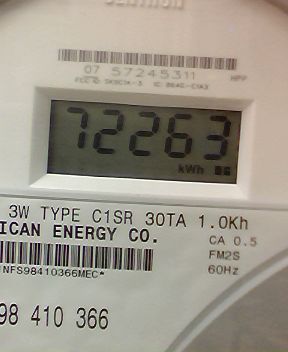 07 57245311 HPP
72263
kWh
3W TYPE C1SR 30TA 1.0Kh
ICAN ENERGY CO.
CA 0.5
FM2S
60Hz
*NFS98410366MEC*
98 410 366